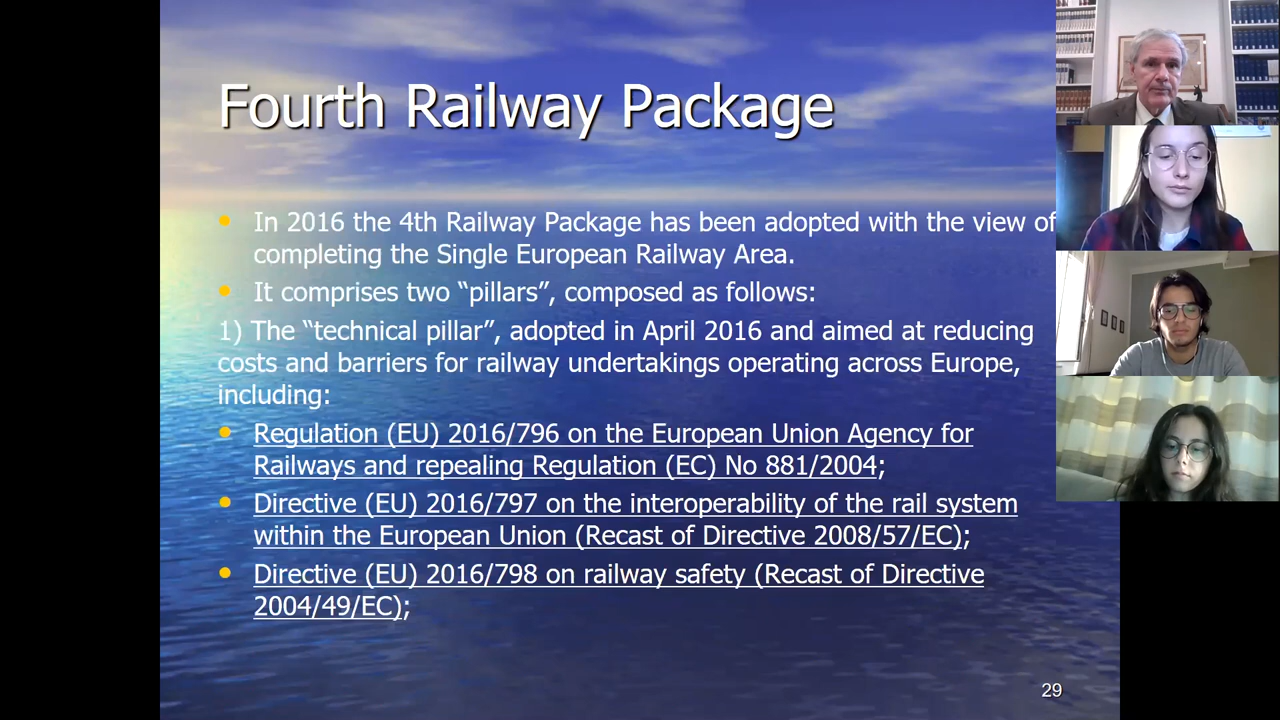 Fourth Railway Package
• In 2016 the 4th Railway Package has been adopted with the view of
completing the Single European Railway Area.
• It comprises two “pillars”, composed as follows:
1) The “technical pillar”, adopted in April 2016 and aimed at reducing
costs and barriers for railway undertakings operating across Europe,
including:
• Regulation (EU) 2016/796 on the European Union Agency for
Railways and repealing Regulation (EC) No 881/2004;
• Directive (EU) 2016/797 on the interoperability of the rail system
within the European Union (Recast of Directive 2008/57/EC);
• Directive (EU) 2016/798 on railway safety (Recast of Directive
2004/49/EC);
29